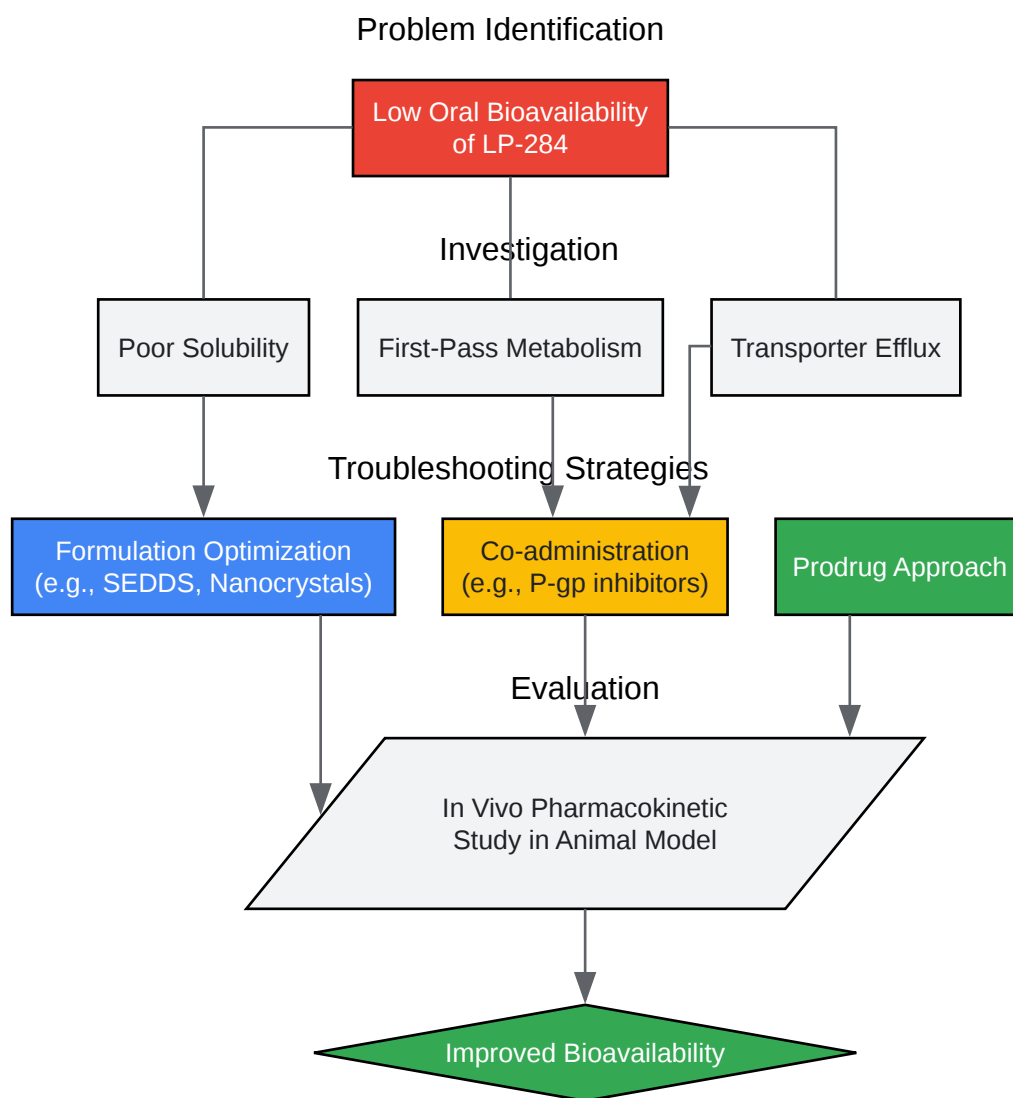 Problem Identification
Low Oral Bioavailability
of LP-284
Investigation
Poor Solubility
First-Pass Metabolism
Transporter Efflux
Troubleshooting Strategies
Formulation Optimization
(e.g., SEDDS, Nanocrystals)
Co-administration
(e.g., P-gp inhibitors)
Prodrug Approach
Evaluation
In Vivo Pharmacokinetic
Study in Animal Model
Improved Bioavailability